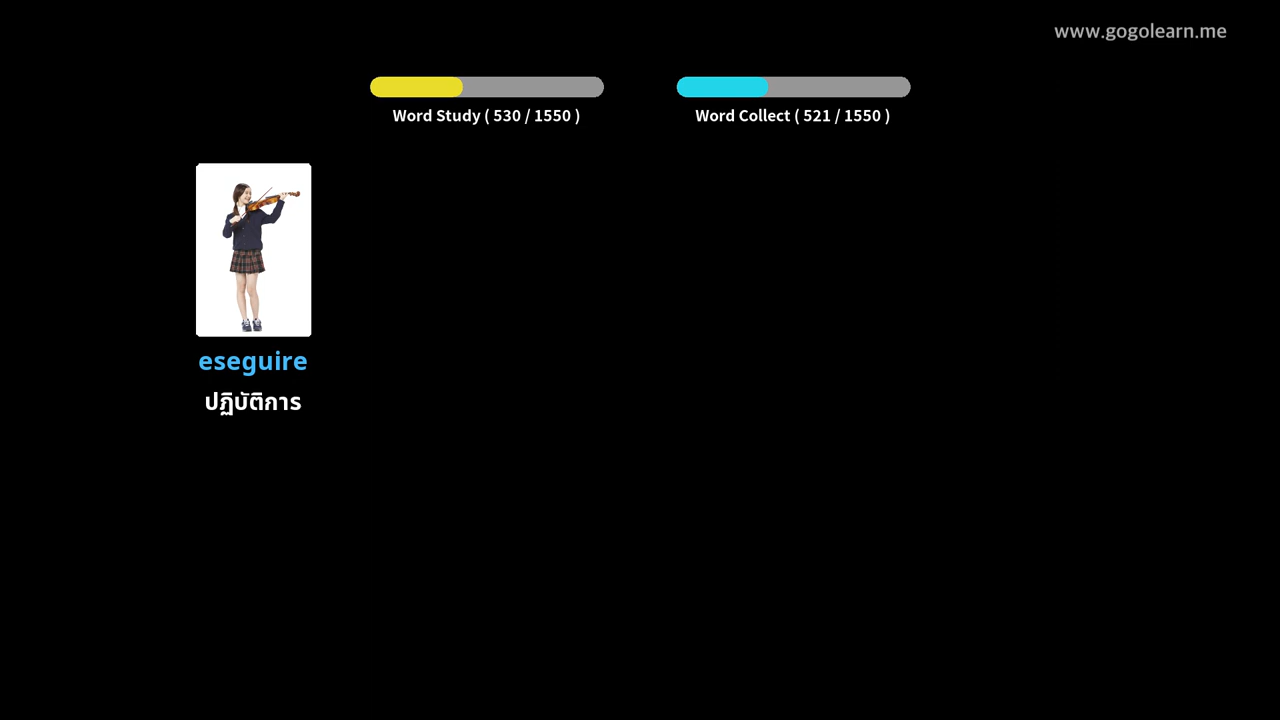 www.gogolearn.me
Word Study ( 530 / 1550 )
Word Collect ( 521 / 1550 )
eseguire
ปฏิบัติการ